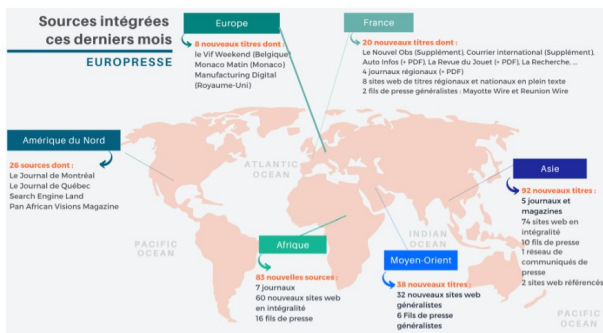 Sources intégrées
ces derniers mois
EUROPRESSE
Europe
8 nouveaux titres dont :
le Vif Weekend (Belgique)
Monaco Matin (Monaco)
Manufacturing Digital
(Royaume-Uni)
France
20 nouveaux titres dont :
Le Nouvel Obs (Supplément), Courrier international (Supplément),
Auto Infos (+ PDF), La Revue du Jouet (+ PDF), La Recherche, ...
4 journaux régionaux (+ PDF)
8 sites web de titres régionaux et nationaux en plein texte
2 fils de presse généralistes : Mayotte Wire et Reunion Wire
Amérique du Nord
26 sources dont :
Le Journal de Montréal
Le Journal de Québec
Search Engine Land
Pan African Visions Magazine
ATLANTIC
OCEAN
PACIFIC
OCEAN
INDIAN
OCEAN
Asie
92 nouveaux titres :
5 journaux et
magazines
74 sites web en
intégralité
10 fils de presse
1 réseau de
communiqués de
presse
2 sites web référencés
Afrique
83 nouvelles sources :
7 journaux
60 nouveaux sites web
en intégralité
16 fils de presse
Moyen-Orient
38 nouveaux titres :
32 nouveaux sites web
généralistes
6 Fils de presse
généralistes
PACIFIC
OCEAN